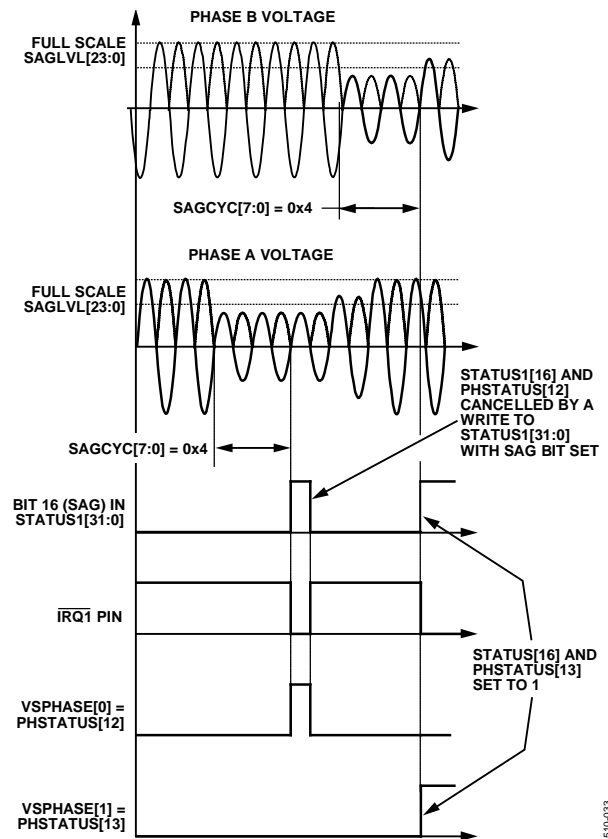 PHASE B VOLTAGE
FULL SCALE
SAGLVL[23:0]
SAGCYC[7:0] = 0x4
PHASE A VOLTAGE
FULL SCALE
SAGLVL[23:0]
STATUS1[16] AND
PHSTATUS[12]
CANCELLED BY A
WRITE TO
STATUS1[31:0]
WITH SAG BIT SET
SAGCYC[7:0] = 0x4
BIT 16 (SAG) IN
STATUS1[31:0]
IRQ1 PIN
STATUS[16] AND
PHSTATUS[13]
SET TO 1
VSPHASE[0] =
PHSTATUS[12]
VSPHASE[1] =
PHSTATUS[13]